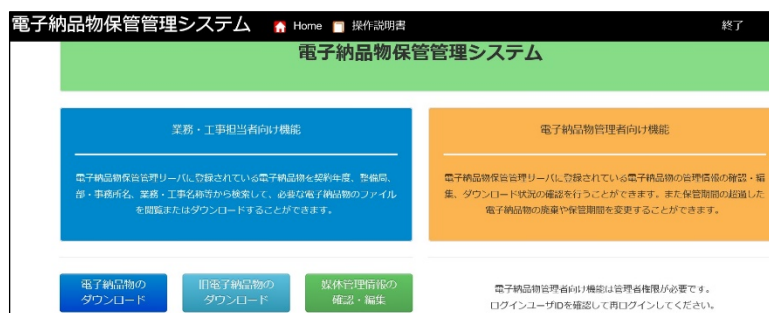 電子納品物保管管理システム Home 操作説明書 終了
電子納品物保管管理システム
業務・工事担当者向け機能
電子納品物保管管理サーバに登録されている電子納品物を契約年度、整備局、
部・事務所名、業務・工事名称等から検索して、必要な電子納品物のファイル
を閲覧またはダウンロードすることができます。
電子納品物管理者向け機能
電子納品物保管管理サーバに登録されている電子納品物の管理情報の確認・編
集、ダウンロード状況の確認を行うことができます。また保管期間の超過した
電子納品物の廃棄や保管期間を変更することができます。
電子納品物の
ダウンロード
旧電子納品物の
ダウンロード
媒体管理情報の
確認・編集
電子納品物管理者向け機能は管理者権限が必要です。
ログインユーザIDを確認して再ログインしてください。